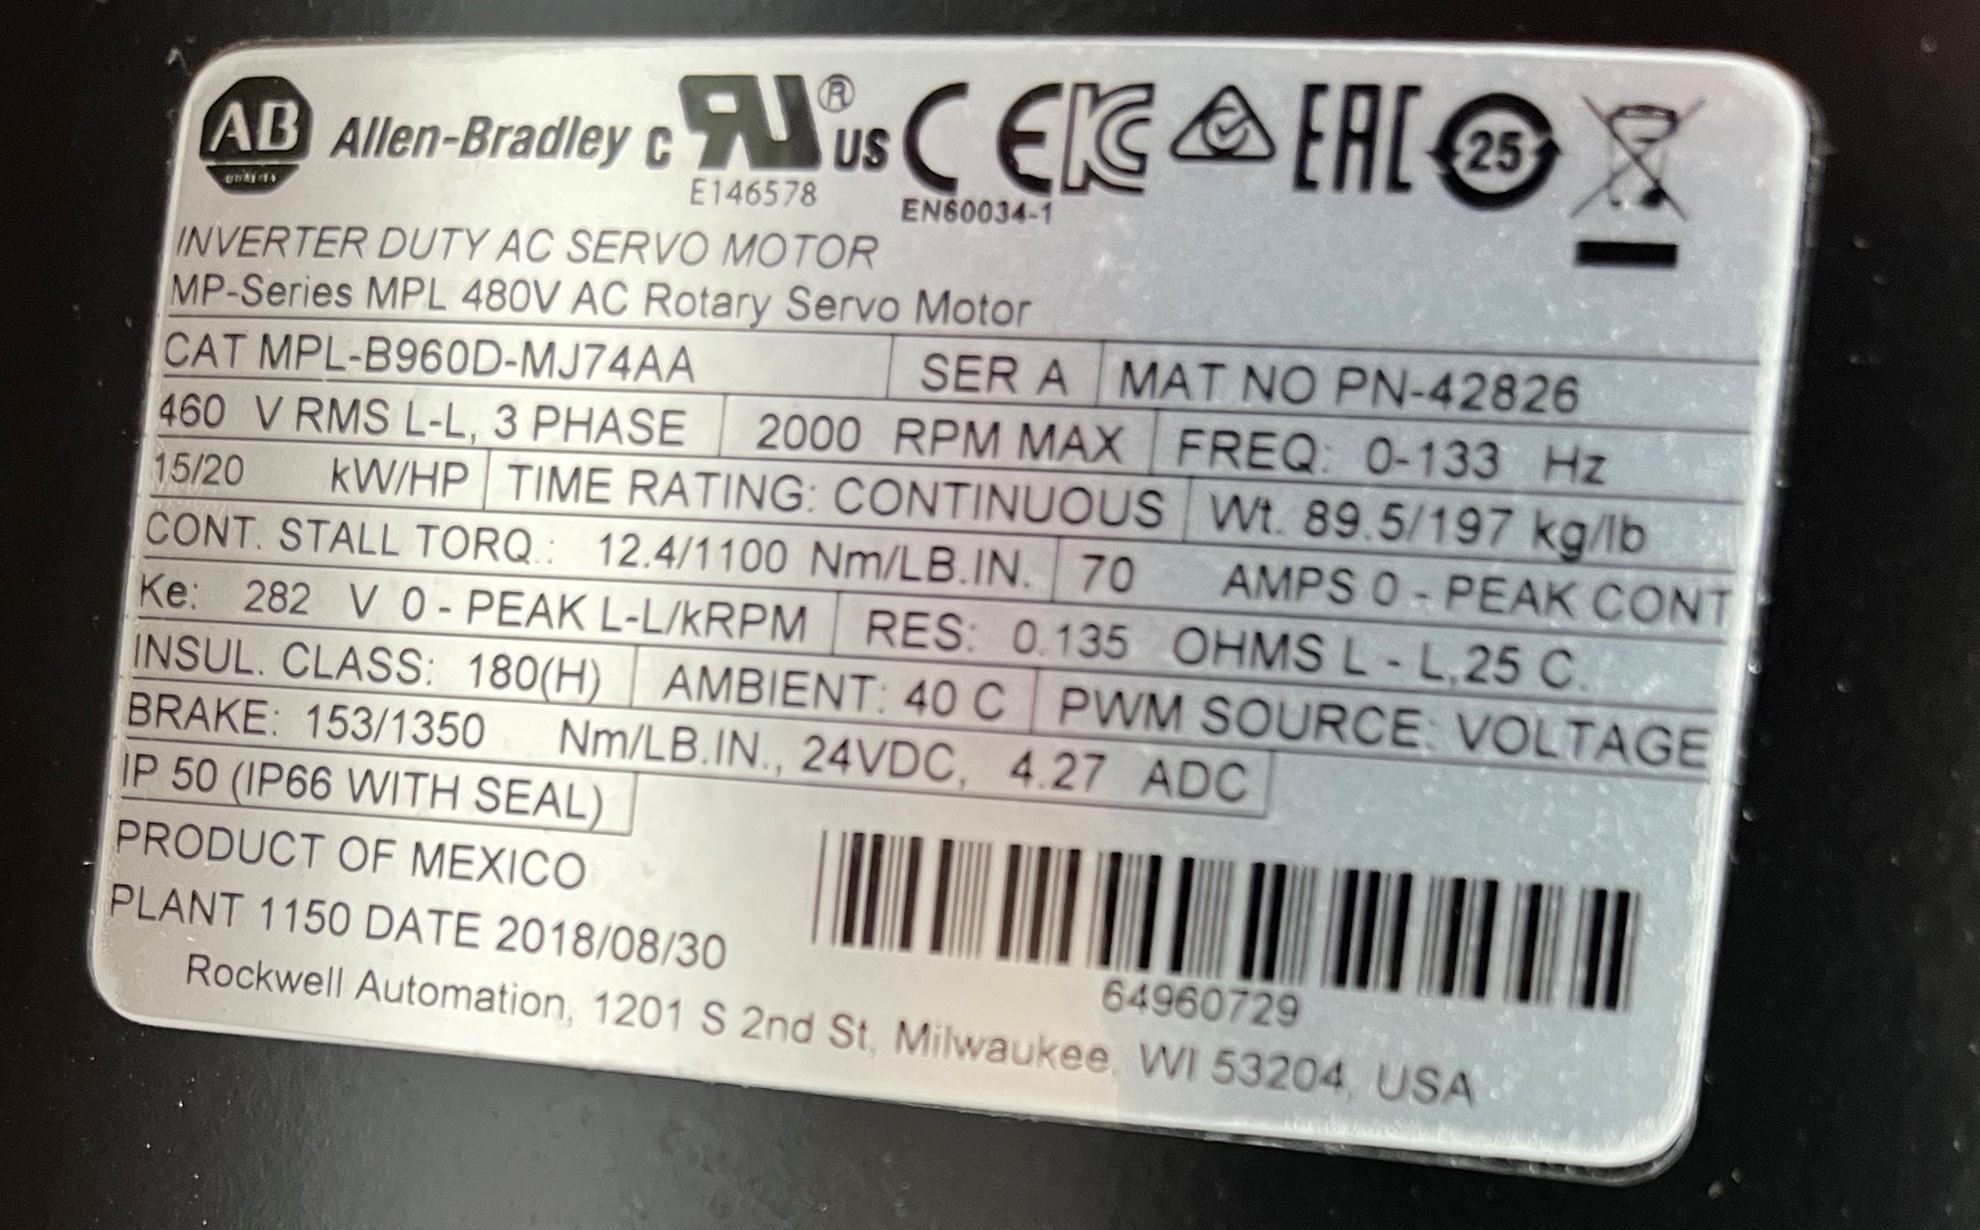 AB Allen-Bradley c RU ® US CE KC EAC 25
QUALITY
E146578
EN60034-1
INVERTER DUTY AC SERVO MOTOR
MP-Series MPL 480V AC Rotary Servo Motor
CAT MPL-B960D-MJ74AA SER A MAT NO PN-42826
460 V RMS L-L, 3 PHASE 2000 RPM MAX FREQ: 0-133 Hz
15/20 kW/HP TIME RATING: CONTINUOUS Wt. 89.5/197 kg/lb
CONT. STALL TORQ.: 12.4/1100 Nm/LB.IN. 70 AMPS 0 - PEAK CONT
Ke: 282 V 0 - PEAK L-L/kRPM RES: 0.135 OHMS L - L,25 C.
INSUL. CLASS: 180(H) AMBIENT: 40 C PWM SOURCE: VOLTAGE
BRAKE: 153/1350 Nm/LB.IN., 24VDC, 4.27 ADC
IP 50 (IP66 WITH SEAL)
PRODUCT OF MEXICO
PLANT 1150 DATE 2018/08/30
64960729
Rockwell Automation, 1201 S 2nd St, Milwaukee, WI 53204, USA